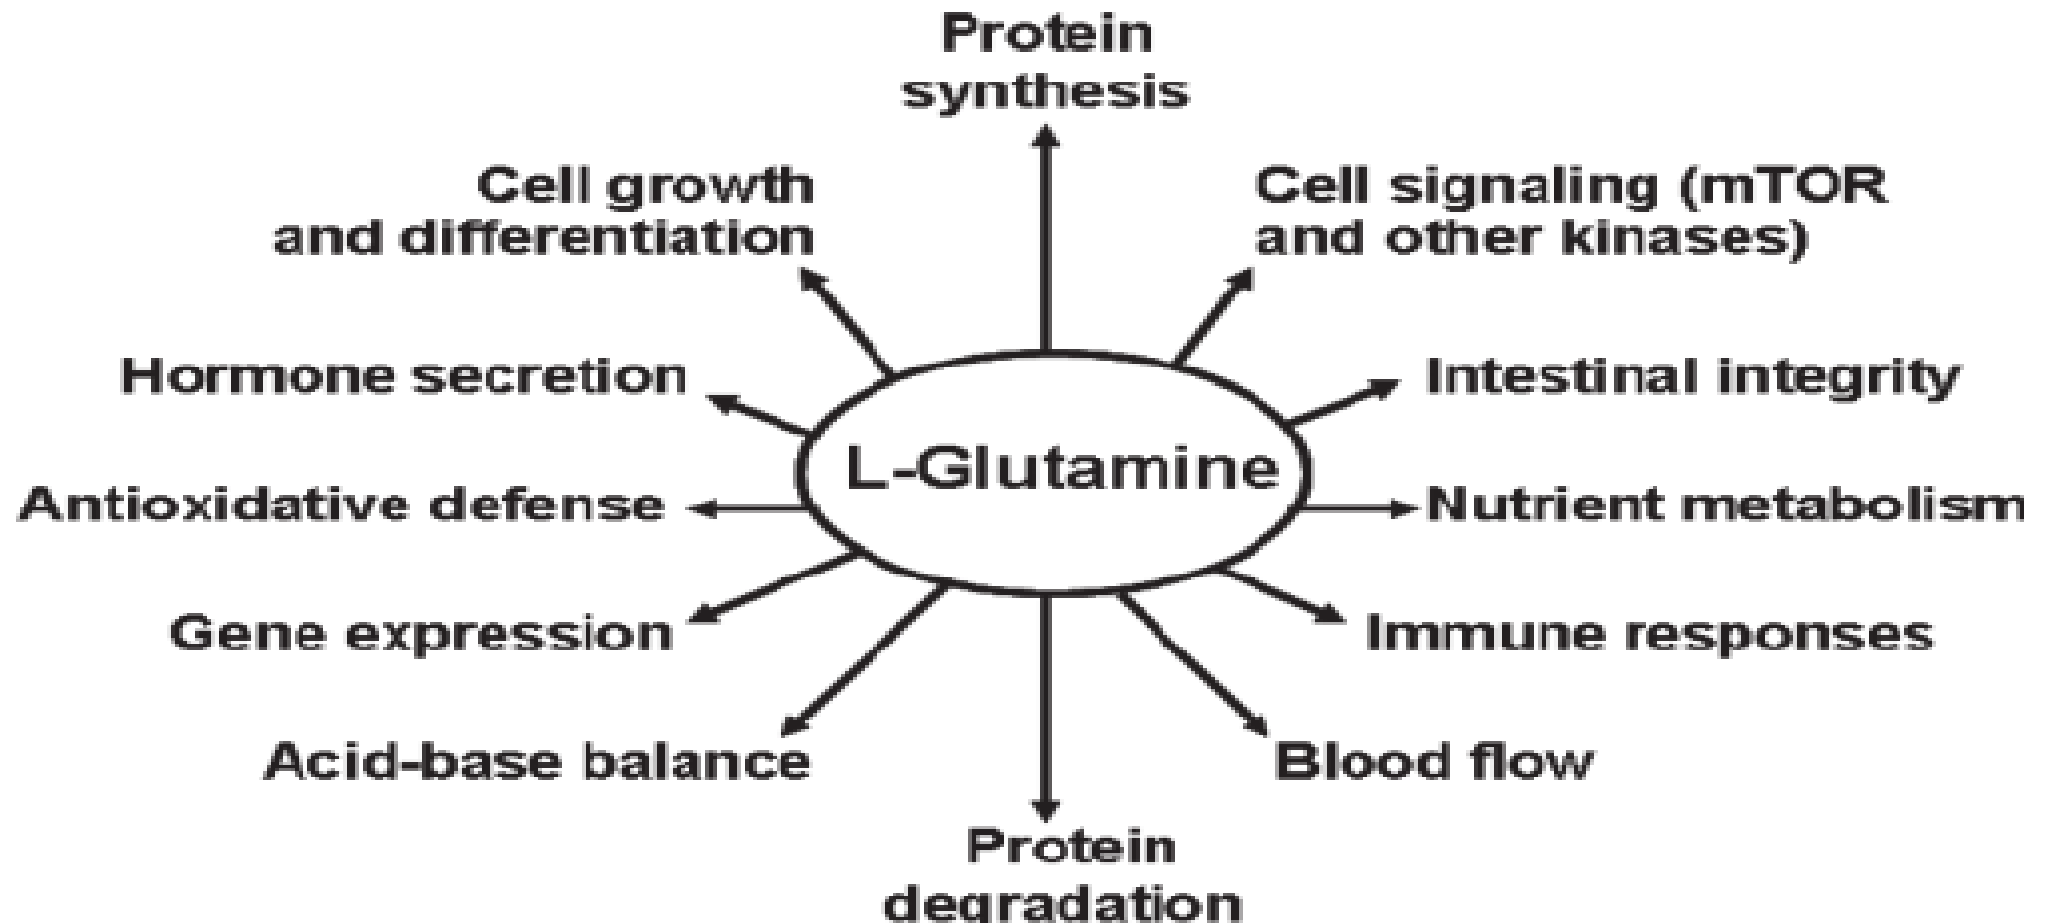 Protein
synthesis
Cell growth
and differentiation
Cell signaling (mTOR
and other kinases)
Hormone secretion
Intestinal integrity
L-Glutamine
Antioxidative defense
Nutrient metabolism
Gene expression
Immune responses
Acid-base balance
Blood flow
Protein
degradation